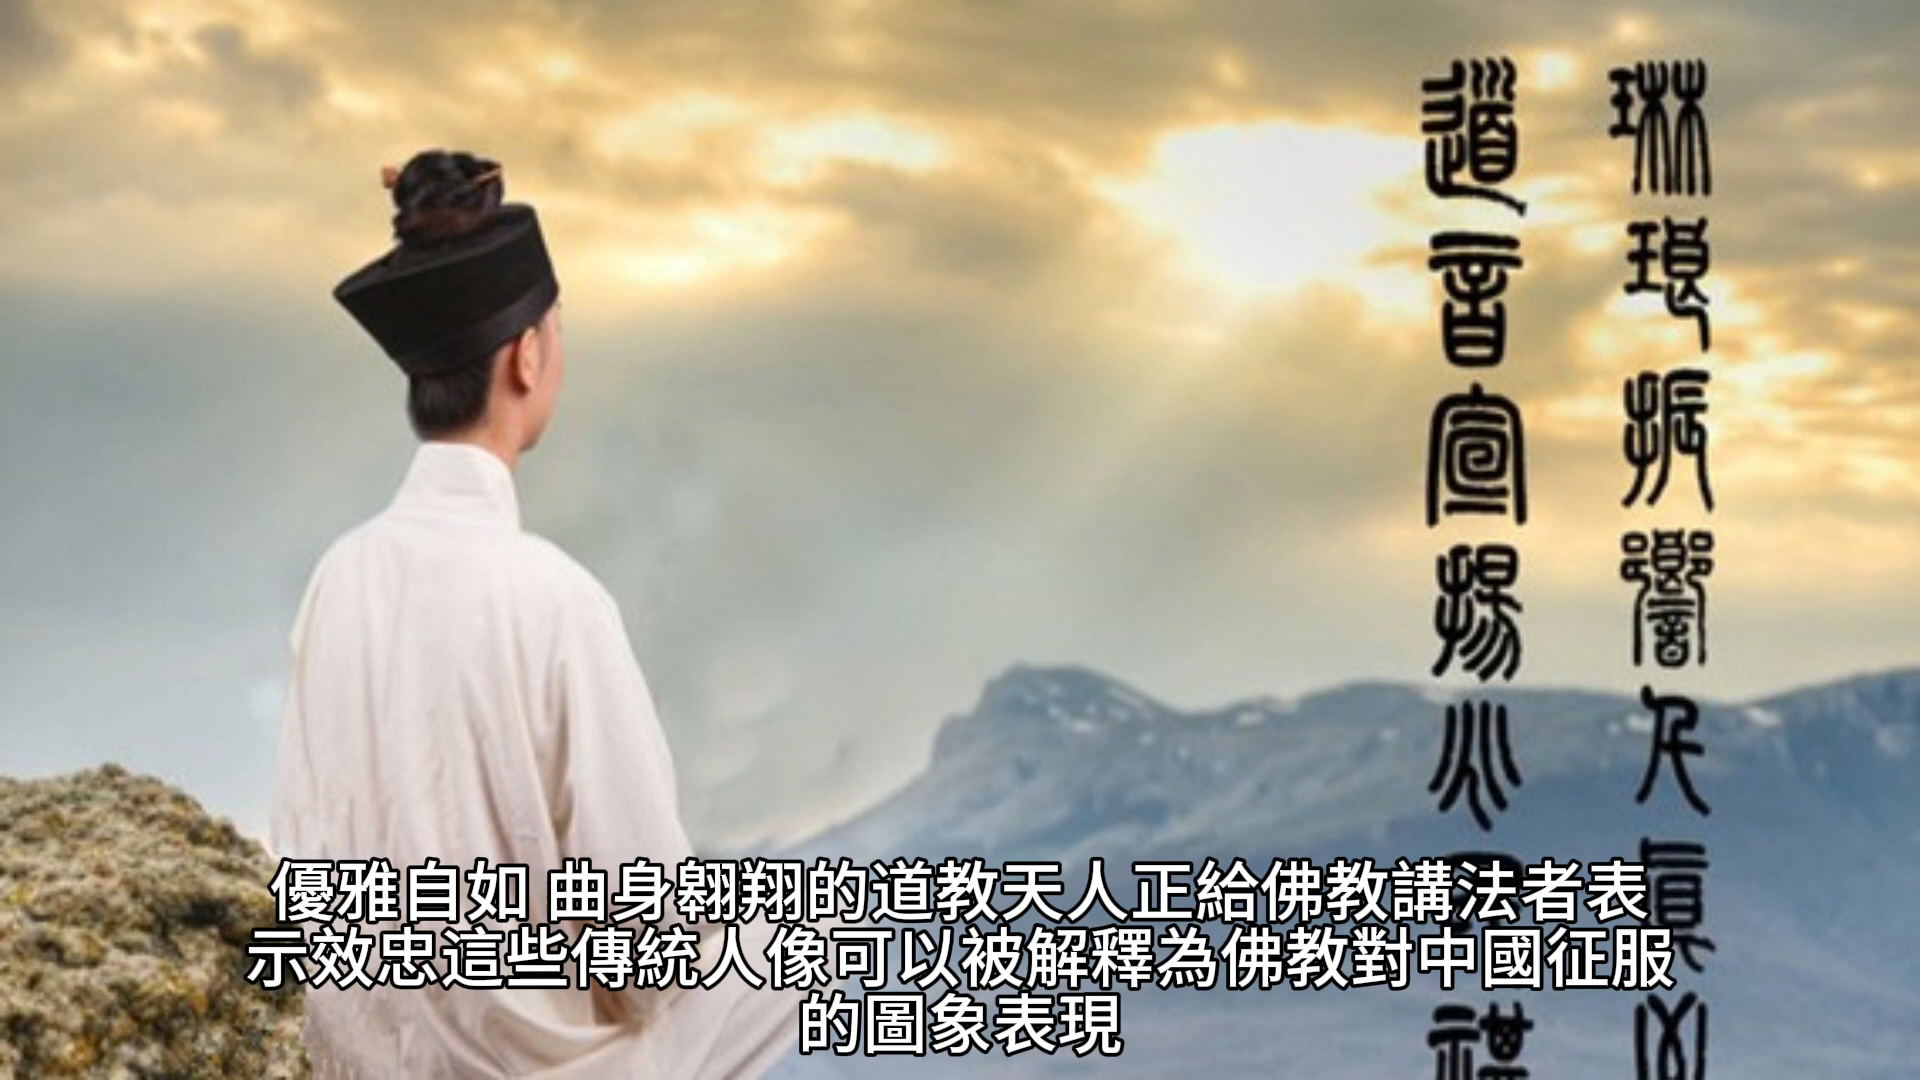 琳琅振響
道音宣揚
優雅自如 曲身翱翔的道教天人正給佛教講法者表
示效忠這些傳統人像可以被解釋為佛教對中國征服
的圖象表現